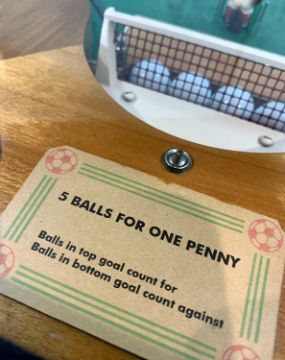 5 BALLS FOR ONE PENNY
Balls in top goal count for
Balls in bottom goal count against